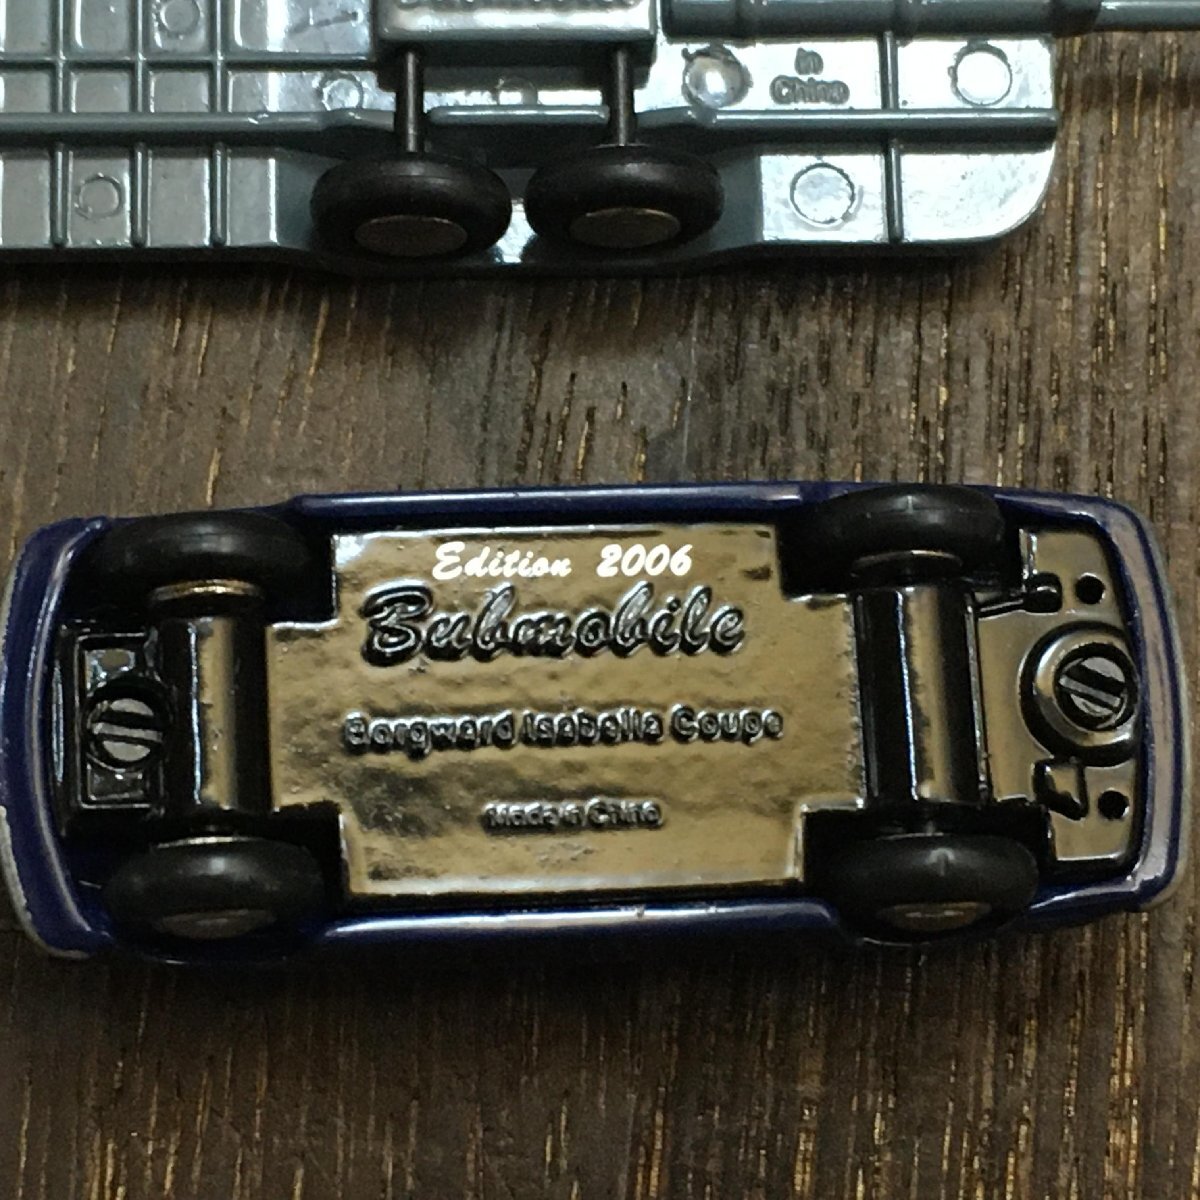 in
China
Edition 2006
Bubmobile
Borgward Isabella Coupe
Made in China